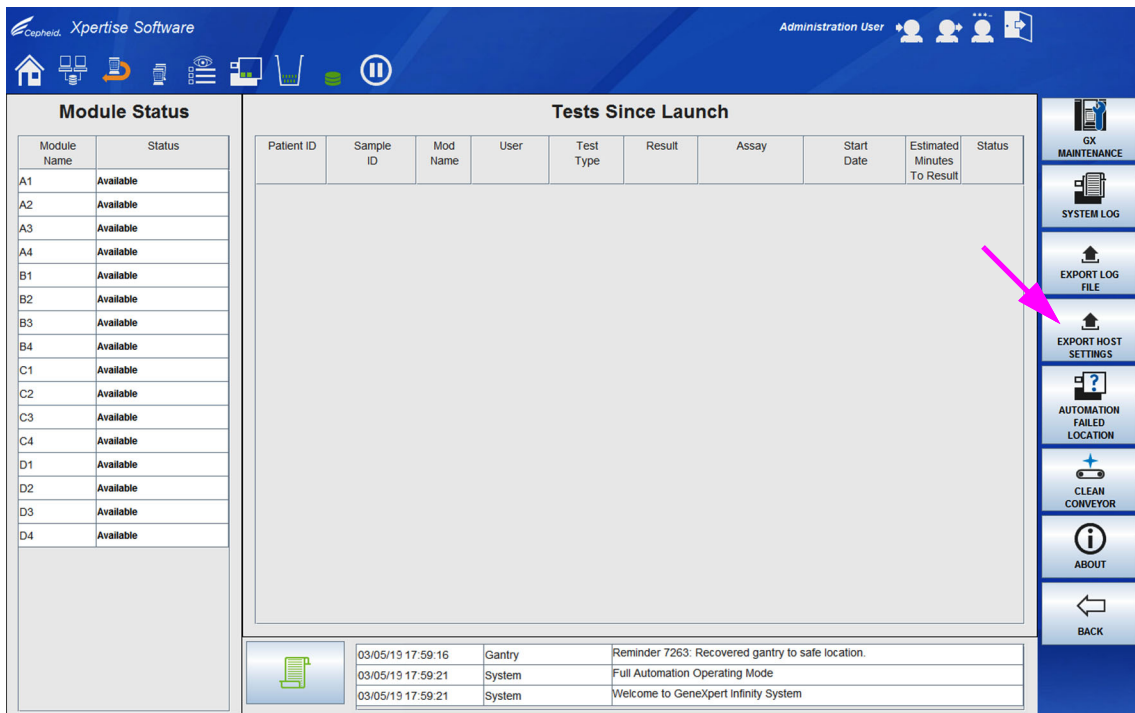 Cepheid. Xpertise Software
Administration User
Module Status
Module Name Status
A1 Available
A2 Available
A3 Available
A4 Available
B1 Available
B2 Available
B3 Available
B4 Available
C1 Available
C2 Available
C3 Available
C4 Available
D1 Available
D2 Available
D3 Available
D4 Available
Tests Since Launch
Patient ID Sample ID Mod Name User Test Type Result Assay Start Date Estimated Minutes To Result Status
03/05/19 17:59:16 Gantry Reminder 7263: Recovered gantry to safe location.
03/05/19 17:59:21 System Full Automation Operating Mode
03/05/19 17:59:21 System Welcome to GeneXpert Infinity System
GX
MAINTENANCE
SYSTEM LOG
EXPORT LOG
FILE
EXPORT HOST
SETTINGS
AUTOMATION
FAILED
LOCATION
CLEAN
CONVEYOR
ABOUT
BACK